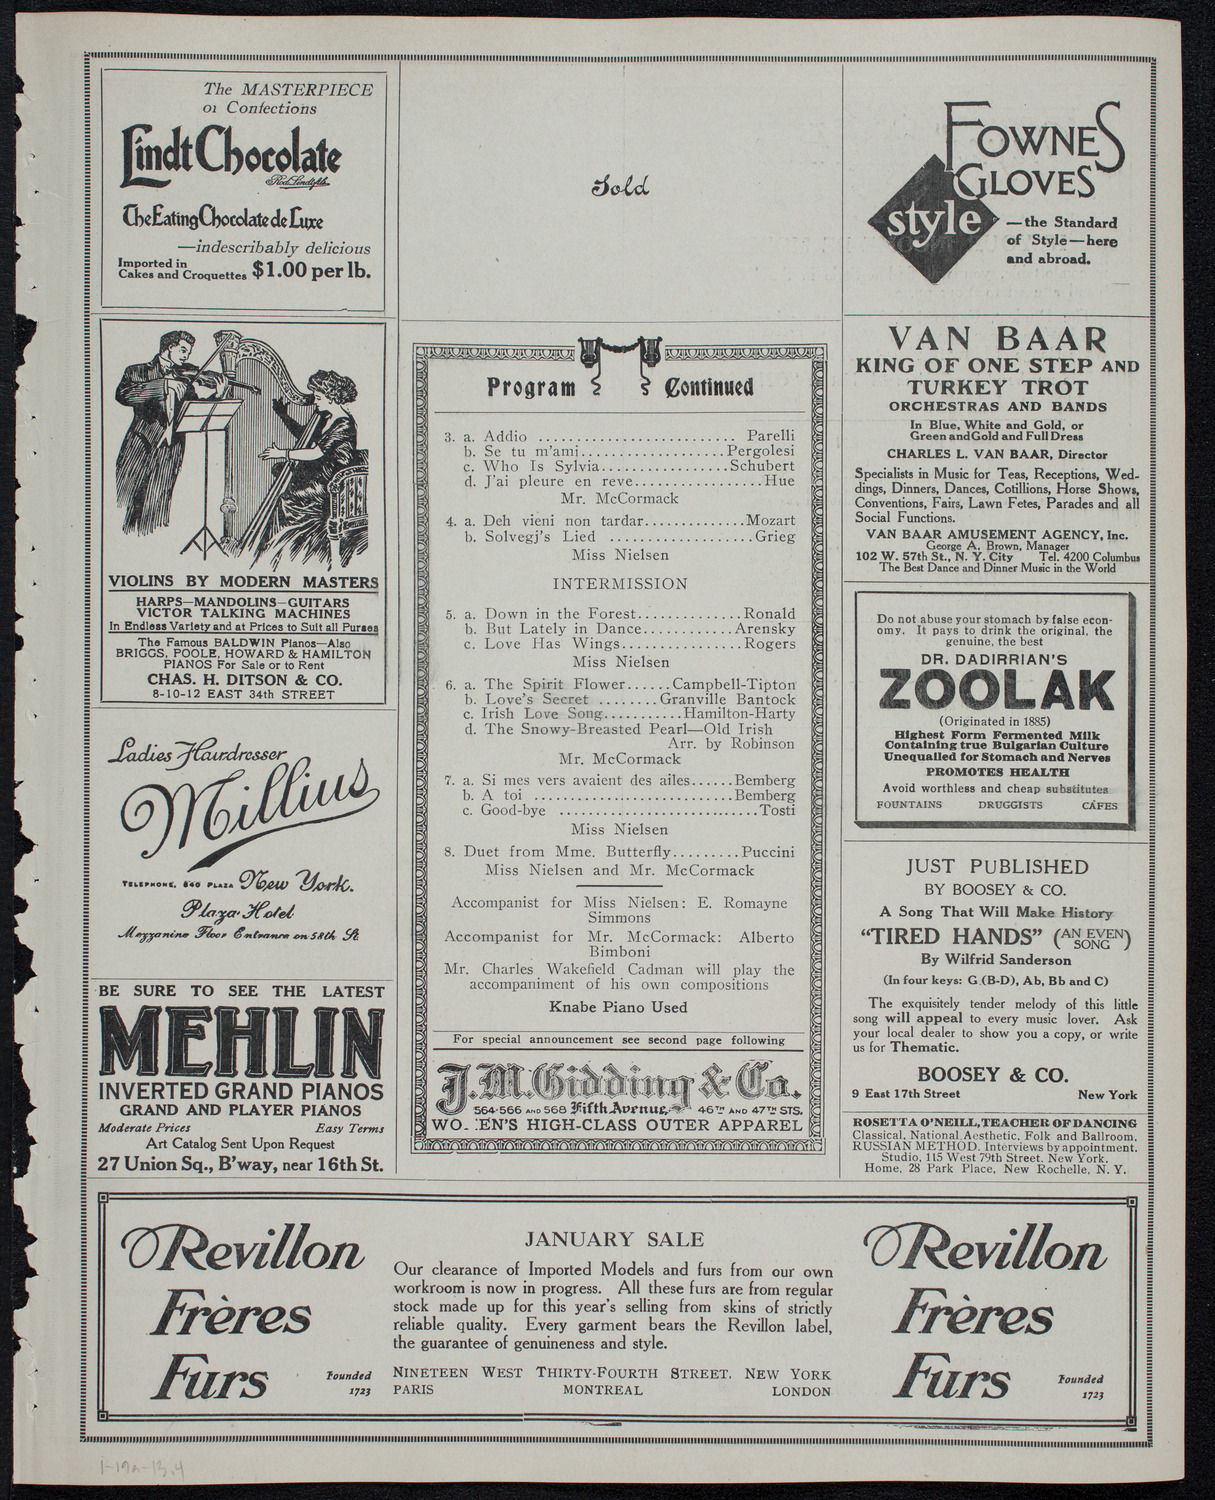 The MASTERPIECE
of Confections
Lindt Chocolate
Rod. Lindt fils
The Eating Chocolate de Luxe
—indescribably delicious
Imported in
Cakes and Croquettes $1.00 per lb.
VIOLINS BY MODERN MASTERS
HARPS—MANDOLINS—GUITARS
VICTOR TALKING MACHINES
In Endless Variety and at Prices to Suit all Purses
The Famous BALDWIN Pianos—Also
BRIGGS, POOLE, HOWARD & HAMILTON
PIANOS For Sale or to Rent
CHAS. H. DITSON & CO.
8-10-12 EAST 34th STREET
Ladies Hairdresser
Millius
TELEPHONE, 840 PLAZA New York.
Plaza Hotel
Mezzanine Floor Entrance on 58th St
BE SURE TO SEE THE LATEST
MEHLIN
INVERTED GRAND PIANOS
GRAND AND PLAYER PIANOS
Moderate Prices Easy Terms
Art Catalog Sent Upon Request
27 Union Sq., B'way, near 16th St.
Sold
Program Continued
3. a. Addio .......................... Parelli
b. Se tu m'ami...................Pergolesi
c. Who Is Sylvia.................Schubert
d. J'ai pleure en reve.................Hue
Mr. McCormack
4. a. Deh vieni non tardar.............Mozart
b. Solvegj's Lied ...................Grieg
Miss Nielsen
INTERMISSION
5. a. Down in the Forest..............Ronald
b. But Lately in Dance............Arensky
c. Love Has Wings................Rogers
Miss Nielsen
6. a. The Spirit Flower......Campbell-Tipton
b. Love's Secret ........Granville Bantock
c. Irish Love Song..........Hamilton-Harty
d. The Snowy-Breasted Pearl—Old Irish
Arr. by Robinson
Mr. McCormack
7. a. Si mes vers avaient des ailes......Bemberg
b. A toi ..........................Bemberg
c. Good-bye ..........................Tosti
Miss Nielsen
8. Duet from Mme. Butterfly.........Puccini
Miss Nielsen and Mr. McCormack
Accompanist for Miss Nielsen: E. Romayne
Simmons
Accompanist for Mr. McCormack: Alberto
Bimboni
Mr. Charles Wakefield Cadman will play the
accompaniment of his own compositions
Knabe Piano Used
For special announcement see second page following
J. M. Gidding & Co.
564-566 AND 568 Fifth Avenue, 46TH AND 47TH STS.
WO. :EN'S HIGH-CLASS OUTER APPAREL
FOWNES
GLOVES
style
—the Standard
of Style—here
and abroad.
VAN BAAR
KING OF ONE STEP AND
TURKEY TROT
ORCHESTRAS AND BANDS
In Blue, White and Gold, or
Green and Gold and Full Dress
CHARLES L. VAN BAAR, Director
Specialists in Music for Teas, Receptions, Wed-
dings, Dinners, Dances, Cotillions, Horse Shows,
Conventions, Fairs, Lawn Fetes, Parades and all
Social Functions.
VAN BAAR AMUSEMENT AGENCY, Inc.
George A. Brown, Manager
102 W. 57th St., N. Y. City Tel. 4200 Columbus
The Best Dance and Dinner Music in the World
Do not abuse your stomach by false econ-
omy. It pays to drink the original, the
genuine, the best
DR. DADIRRIAN'S
ZOOLAK
(Originated in 1885)
Highest Form Fermented Milk
Containing true Bulgarian Culture
Unequalled for Stomach and Nerves
PROMOTES HEALTH
Avoid worthless and cheap substitutes
FOUNTAINS DRUGGISTS CAFES
JUST PUBLISHED
BY BOOSEY & CO.
A Song That Will Make History
"TIRED HANDS" (AN EVEN SONG)
By Wilfrid Sanderson
(In four keys: G (B-D), Ab, Bb and C)
The exquisitely tender melody of this little
song will appeal to every music lover. Ask
your local dealer to show you a copy, or write
us for Thematic.
BOOSEY & CO.
9 East 17th Street New York
ROSETTA O'NEILL, TEACHER OF DANCING
Classical, National, Aesthetic, Folk and Ballroom.
RUSSIAN METHOD. Interviews by appointment.
Studio, 115 West 79th Street, New York.
Home, 28 Park Place, New Rochelle, N. Y.
Revillon
Frères
Furs
Founded
1723
JANUARY SALE
Our clearance of Imported Models and furs from our own
workroom is now in progress. All these furs are from regular
stock made up for this year's selling from skins of strictly
reliable quality. Every garment bears the Revillon label,
the guarantee of genuineness and style.
NINETEEN WEST THIRTY-FOURTH STREET, NEW YORK
PARIS MONTREAL LONDON
Revillon
Frères
Furs
Founded
1723
1-19a-13,4